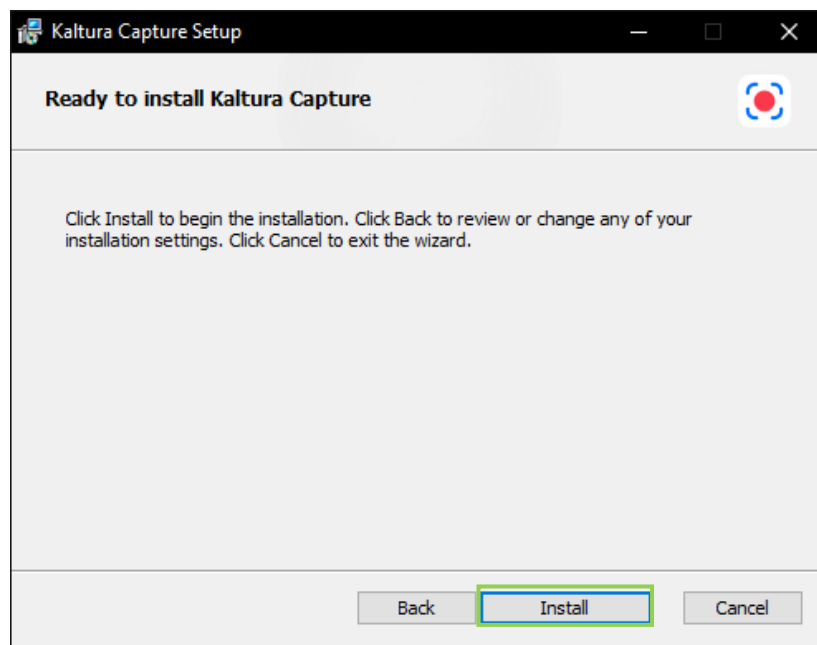 Kaltura Capture Setup
Ready to install Kaltura Capture
Click Install to begin the installation. Click Back to review or change any of your
installation settings. Click Cancel to exit the wizard.
Back Install Cancel